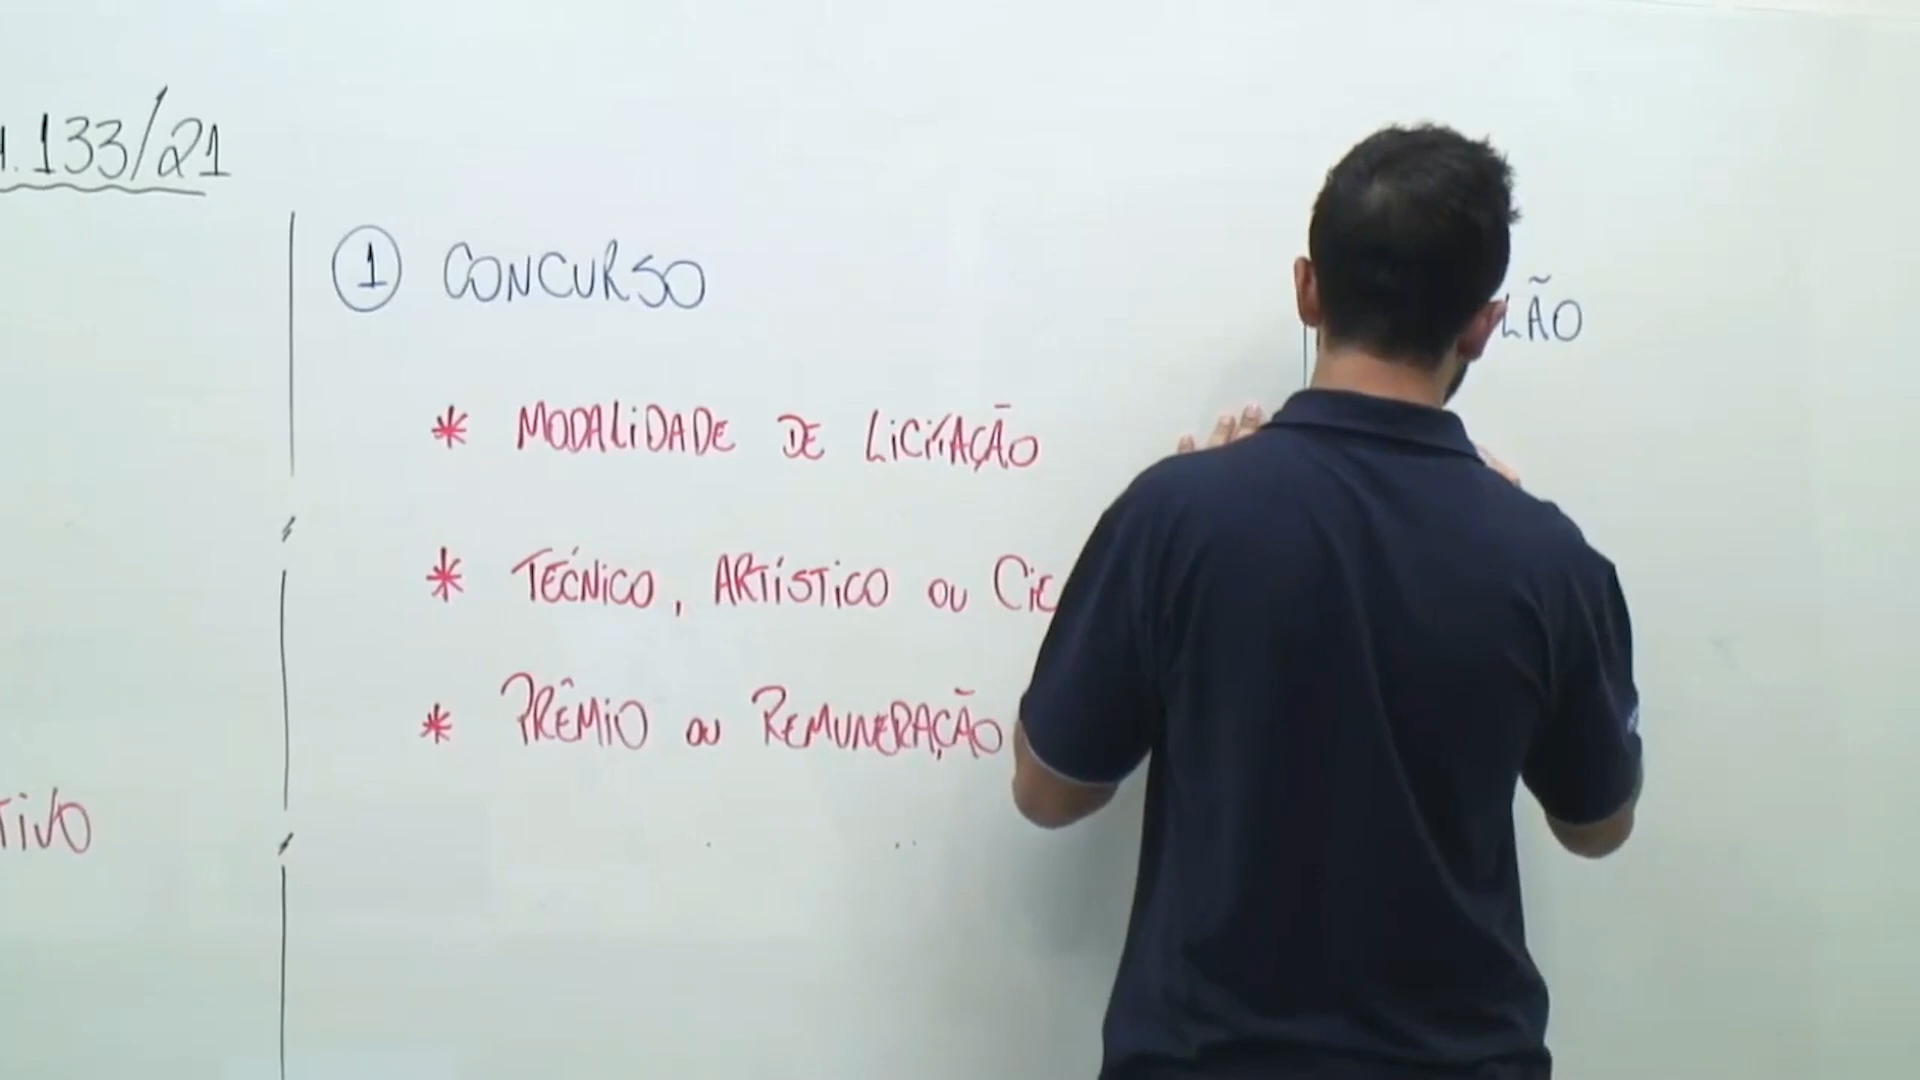 .133/21
1 CONCURSO
LÃO
* MODALIDADE DE LICITAÇÃO
* TÉCNICO, ARTÍSTICO OU CIE
* PRÊMIO OU REMUNERAÇÃO
TIVO